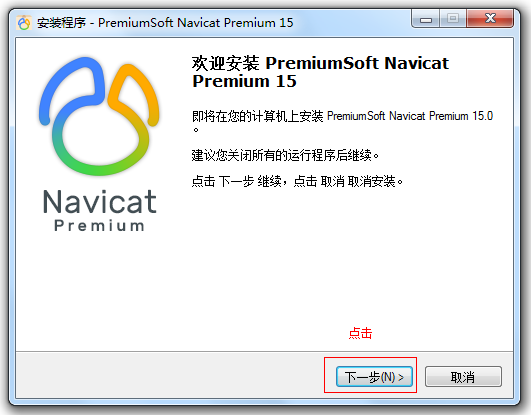 安装程序 - PremiumSoft Navicat Premium 15
欢迎安装 PremiumSoft Navicat
Premium 15
即将在您的计算机上安装 PremiumSoft Navicat Premium 15.0
。
建议您关闭所有的运行程序后继续。
点击 下一步 继续，点击 取消 取消安装。
Navicat
Premium
点击
下一步(N) >
取消